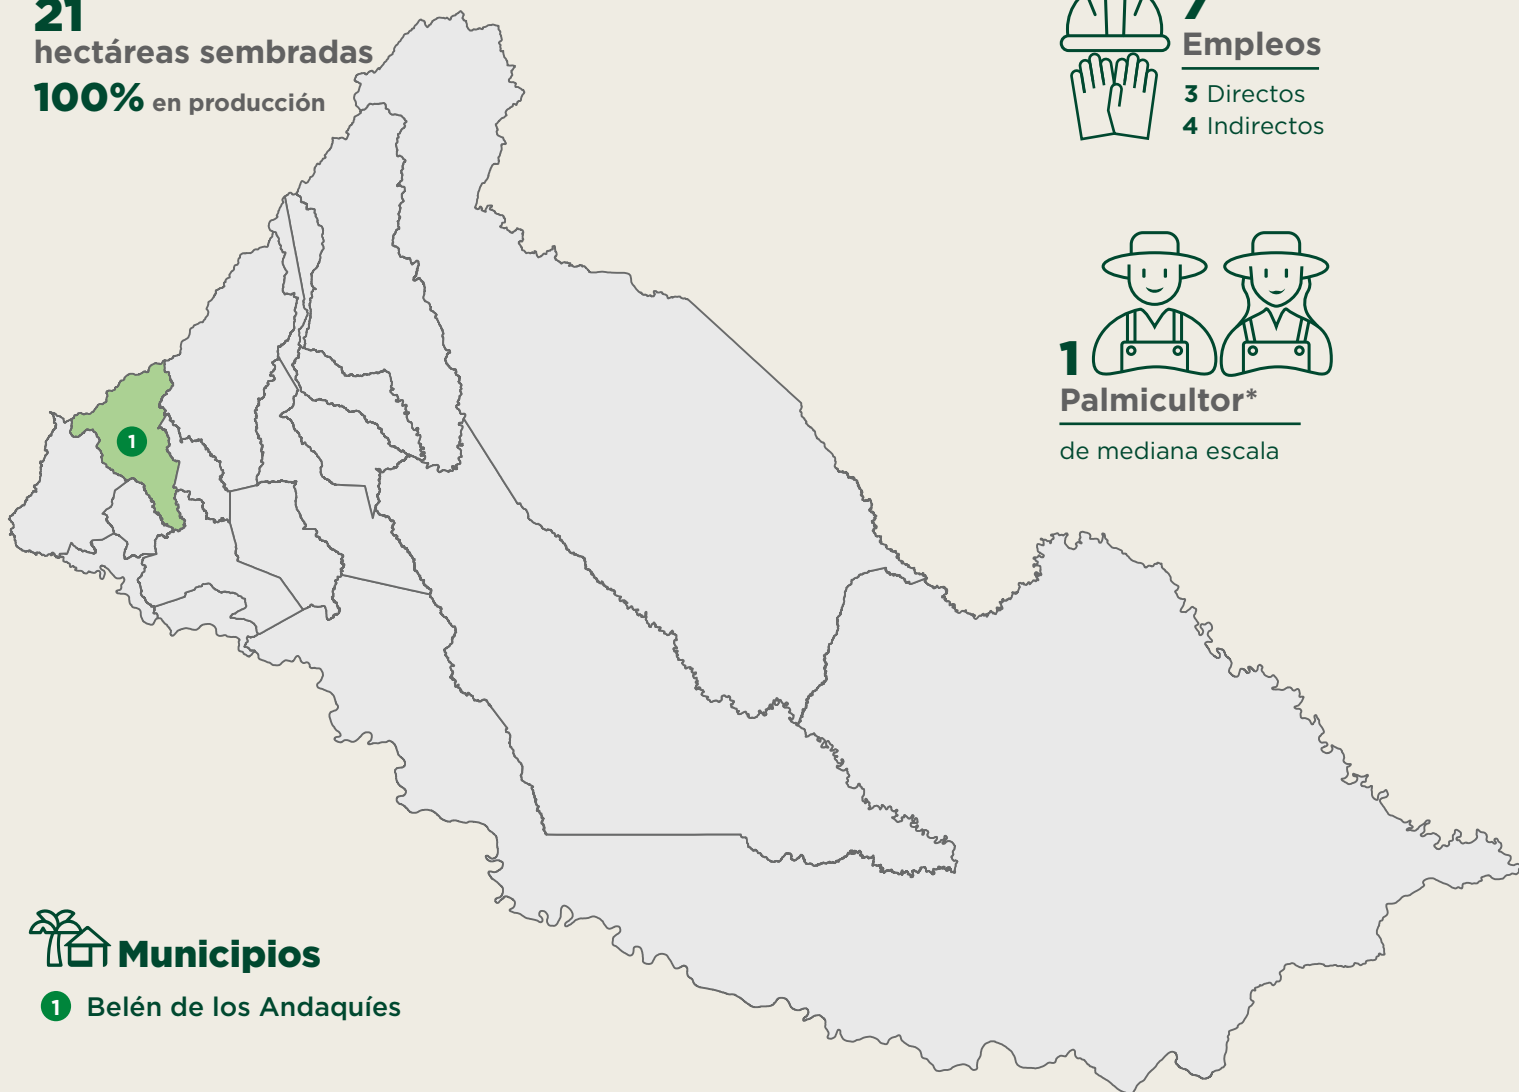 21
hectáreas sembradas
100% en producción
7
Empleos
3 Directos
4 Indirectos
1
Palmicultor*
de mediana escala
1
Municipios
1 Belén de los Andaquíes